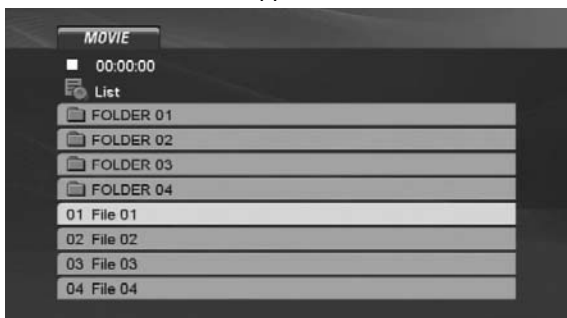 MOVIE
00:00:00
List
FOLDER 01
FOLDER 02
FOLDER 03
FOLDER 04
01 File 01
02 File 02
03 File 03
04 File 04